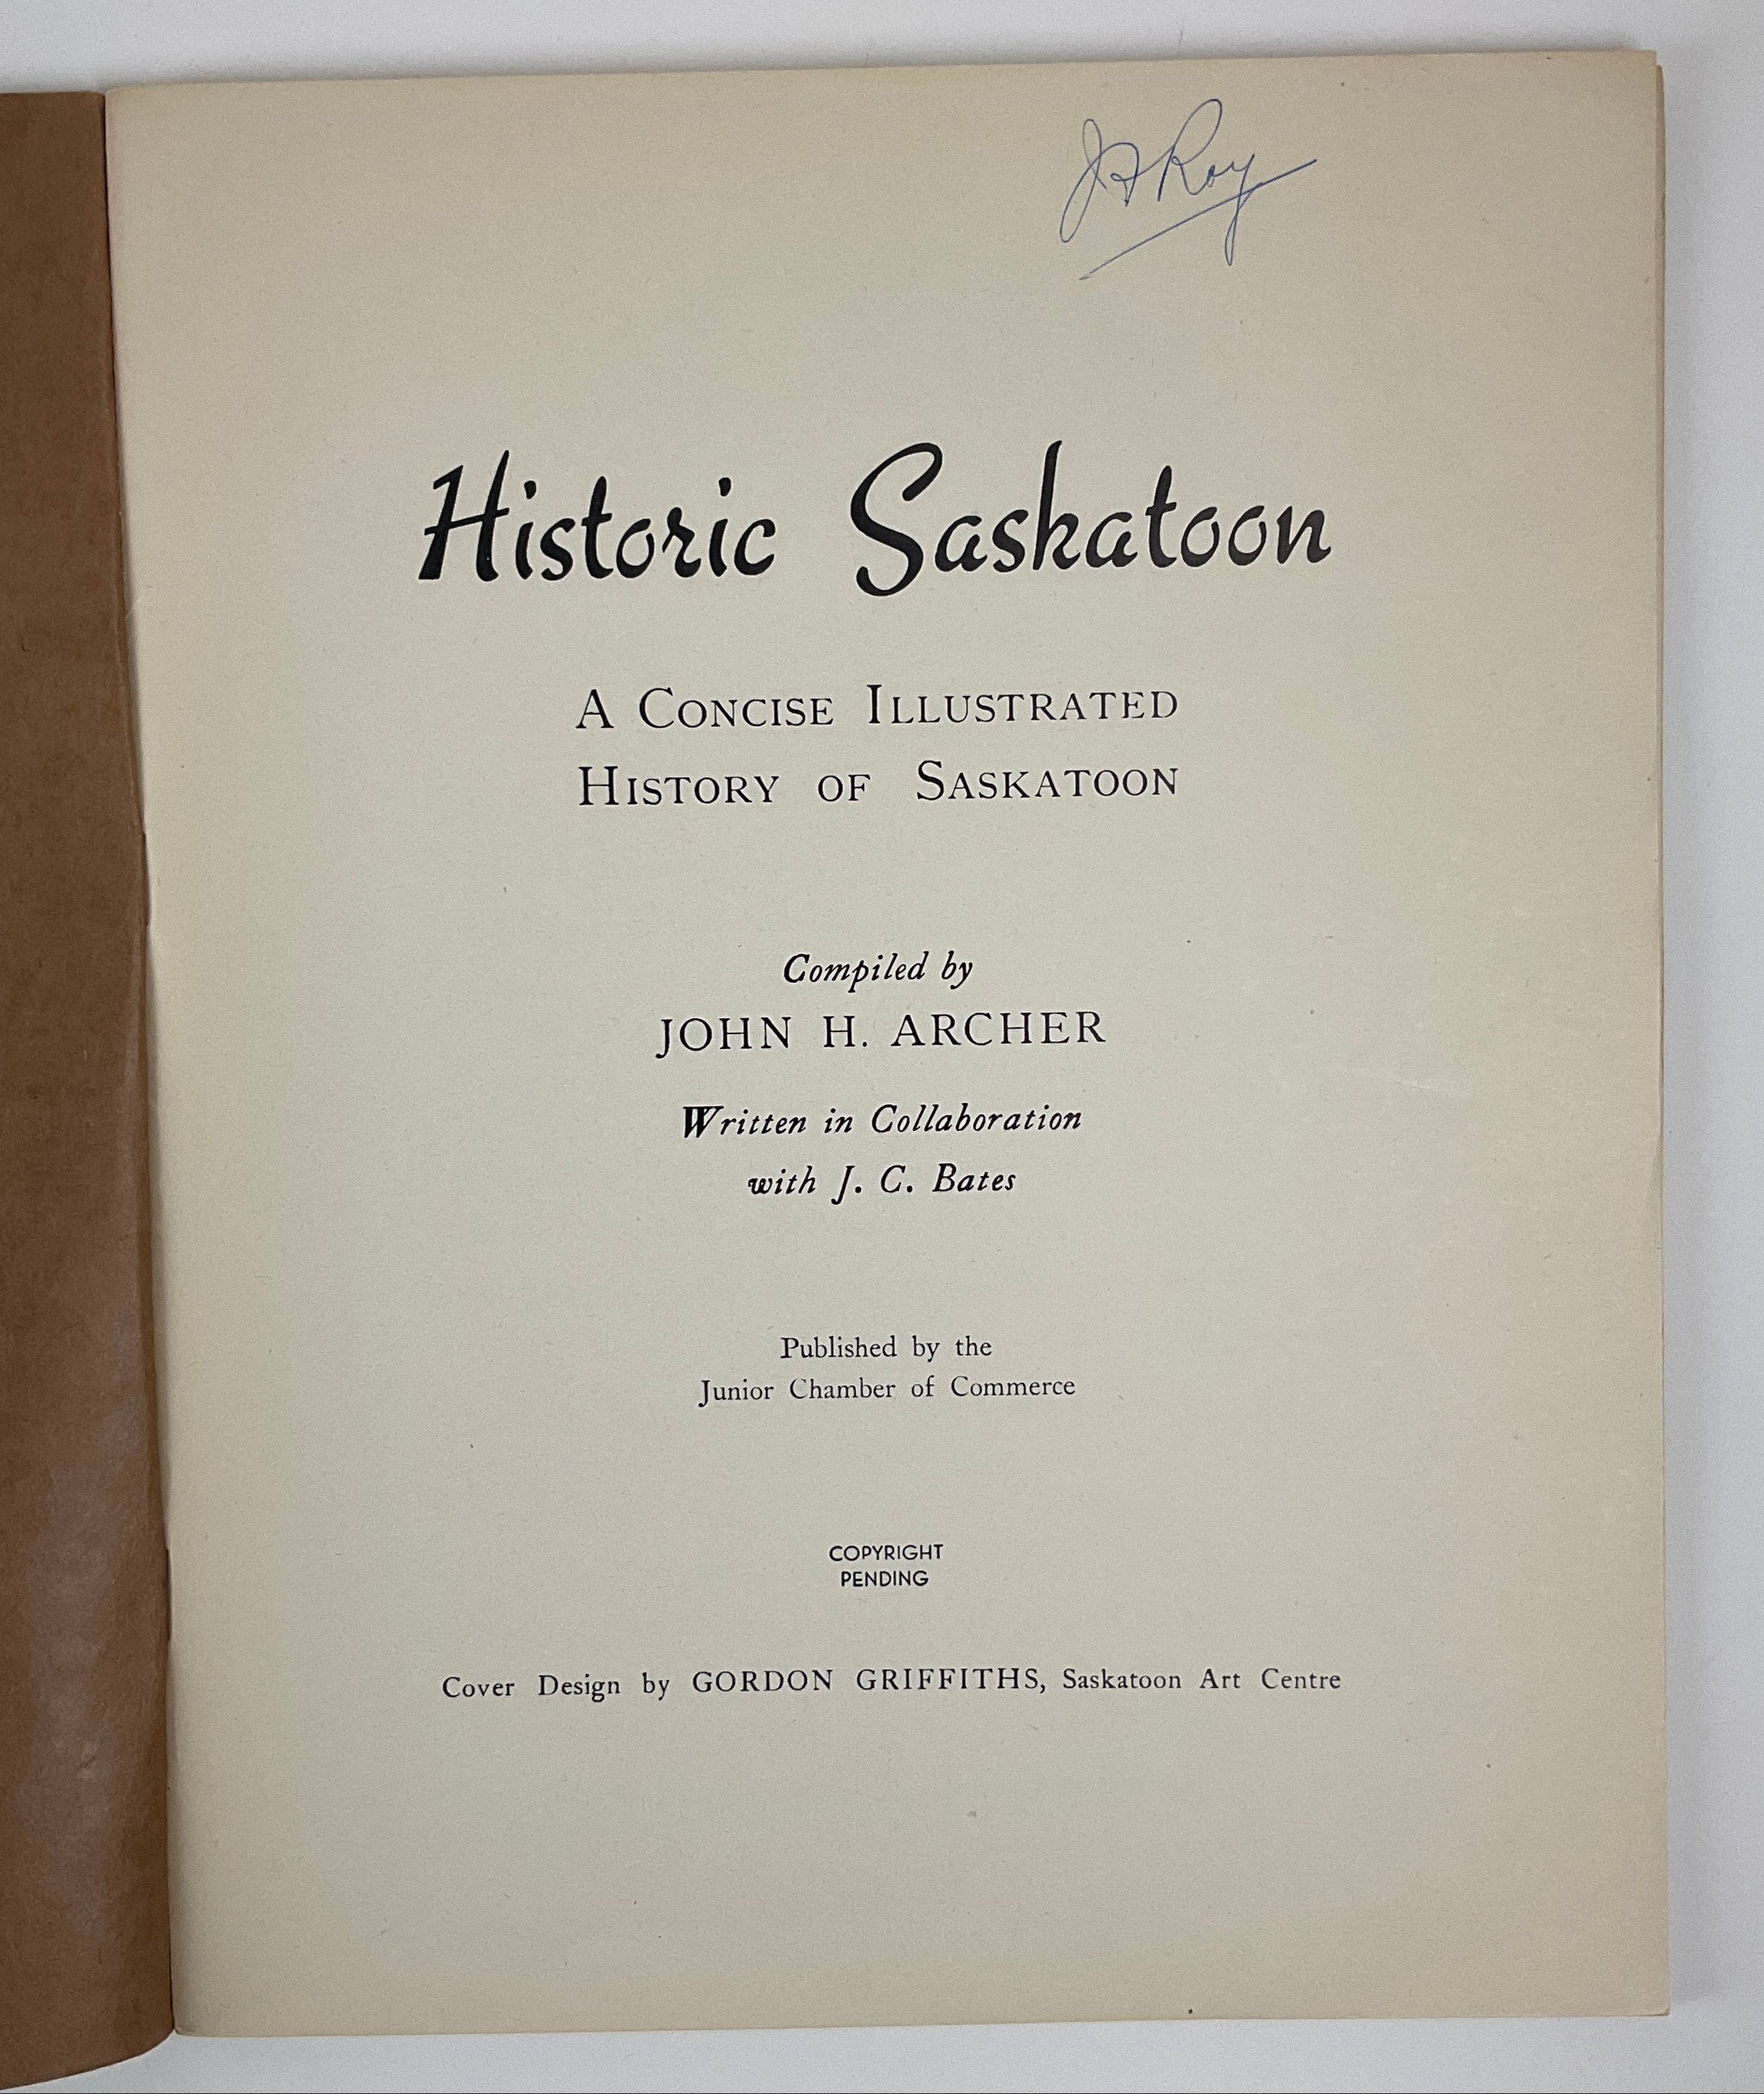 J A Roy
Historic Saskatoon
A Concise Illustrated
History of Saskatoon
Compiled by
JOHN H. ARCHER
Written in Collaboration
with J. C. Bates
Published by the
Junior Chamber of Commerce
COPYRIGHT
PENDING
Cover Design by GORDON GRIFFITHS, Saskatoon Art Centre